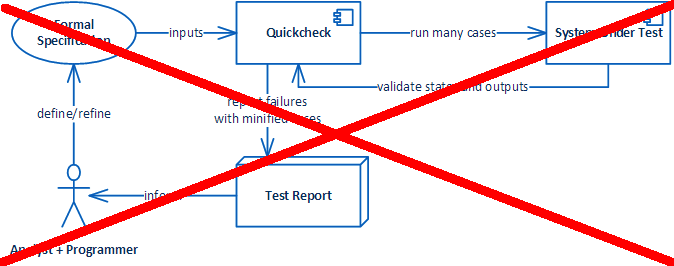 Formal
Specification
inputs
Quickcheck
run many cases
System Under Test
validate state and outputs
report failures
with minified cases
define/refine
Test Report
Analyst + Programmer